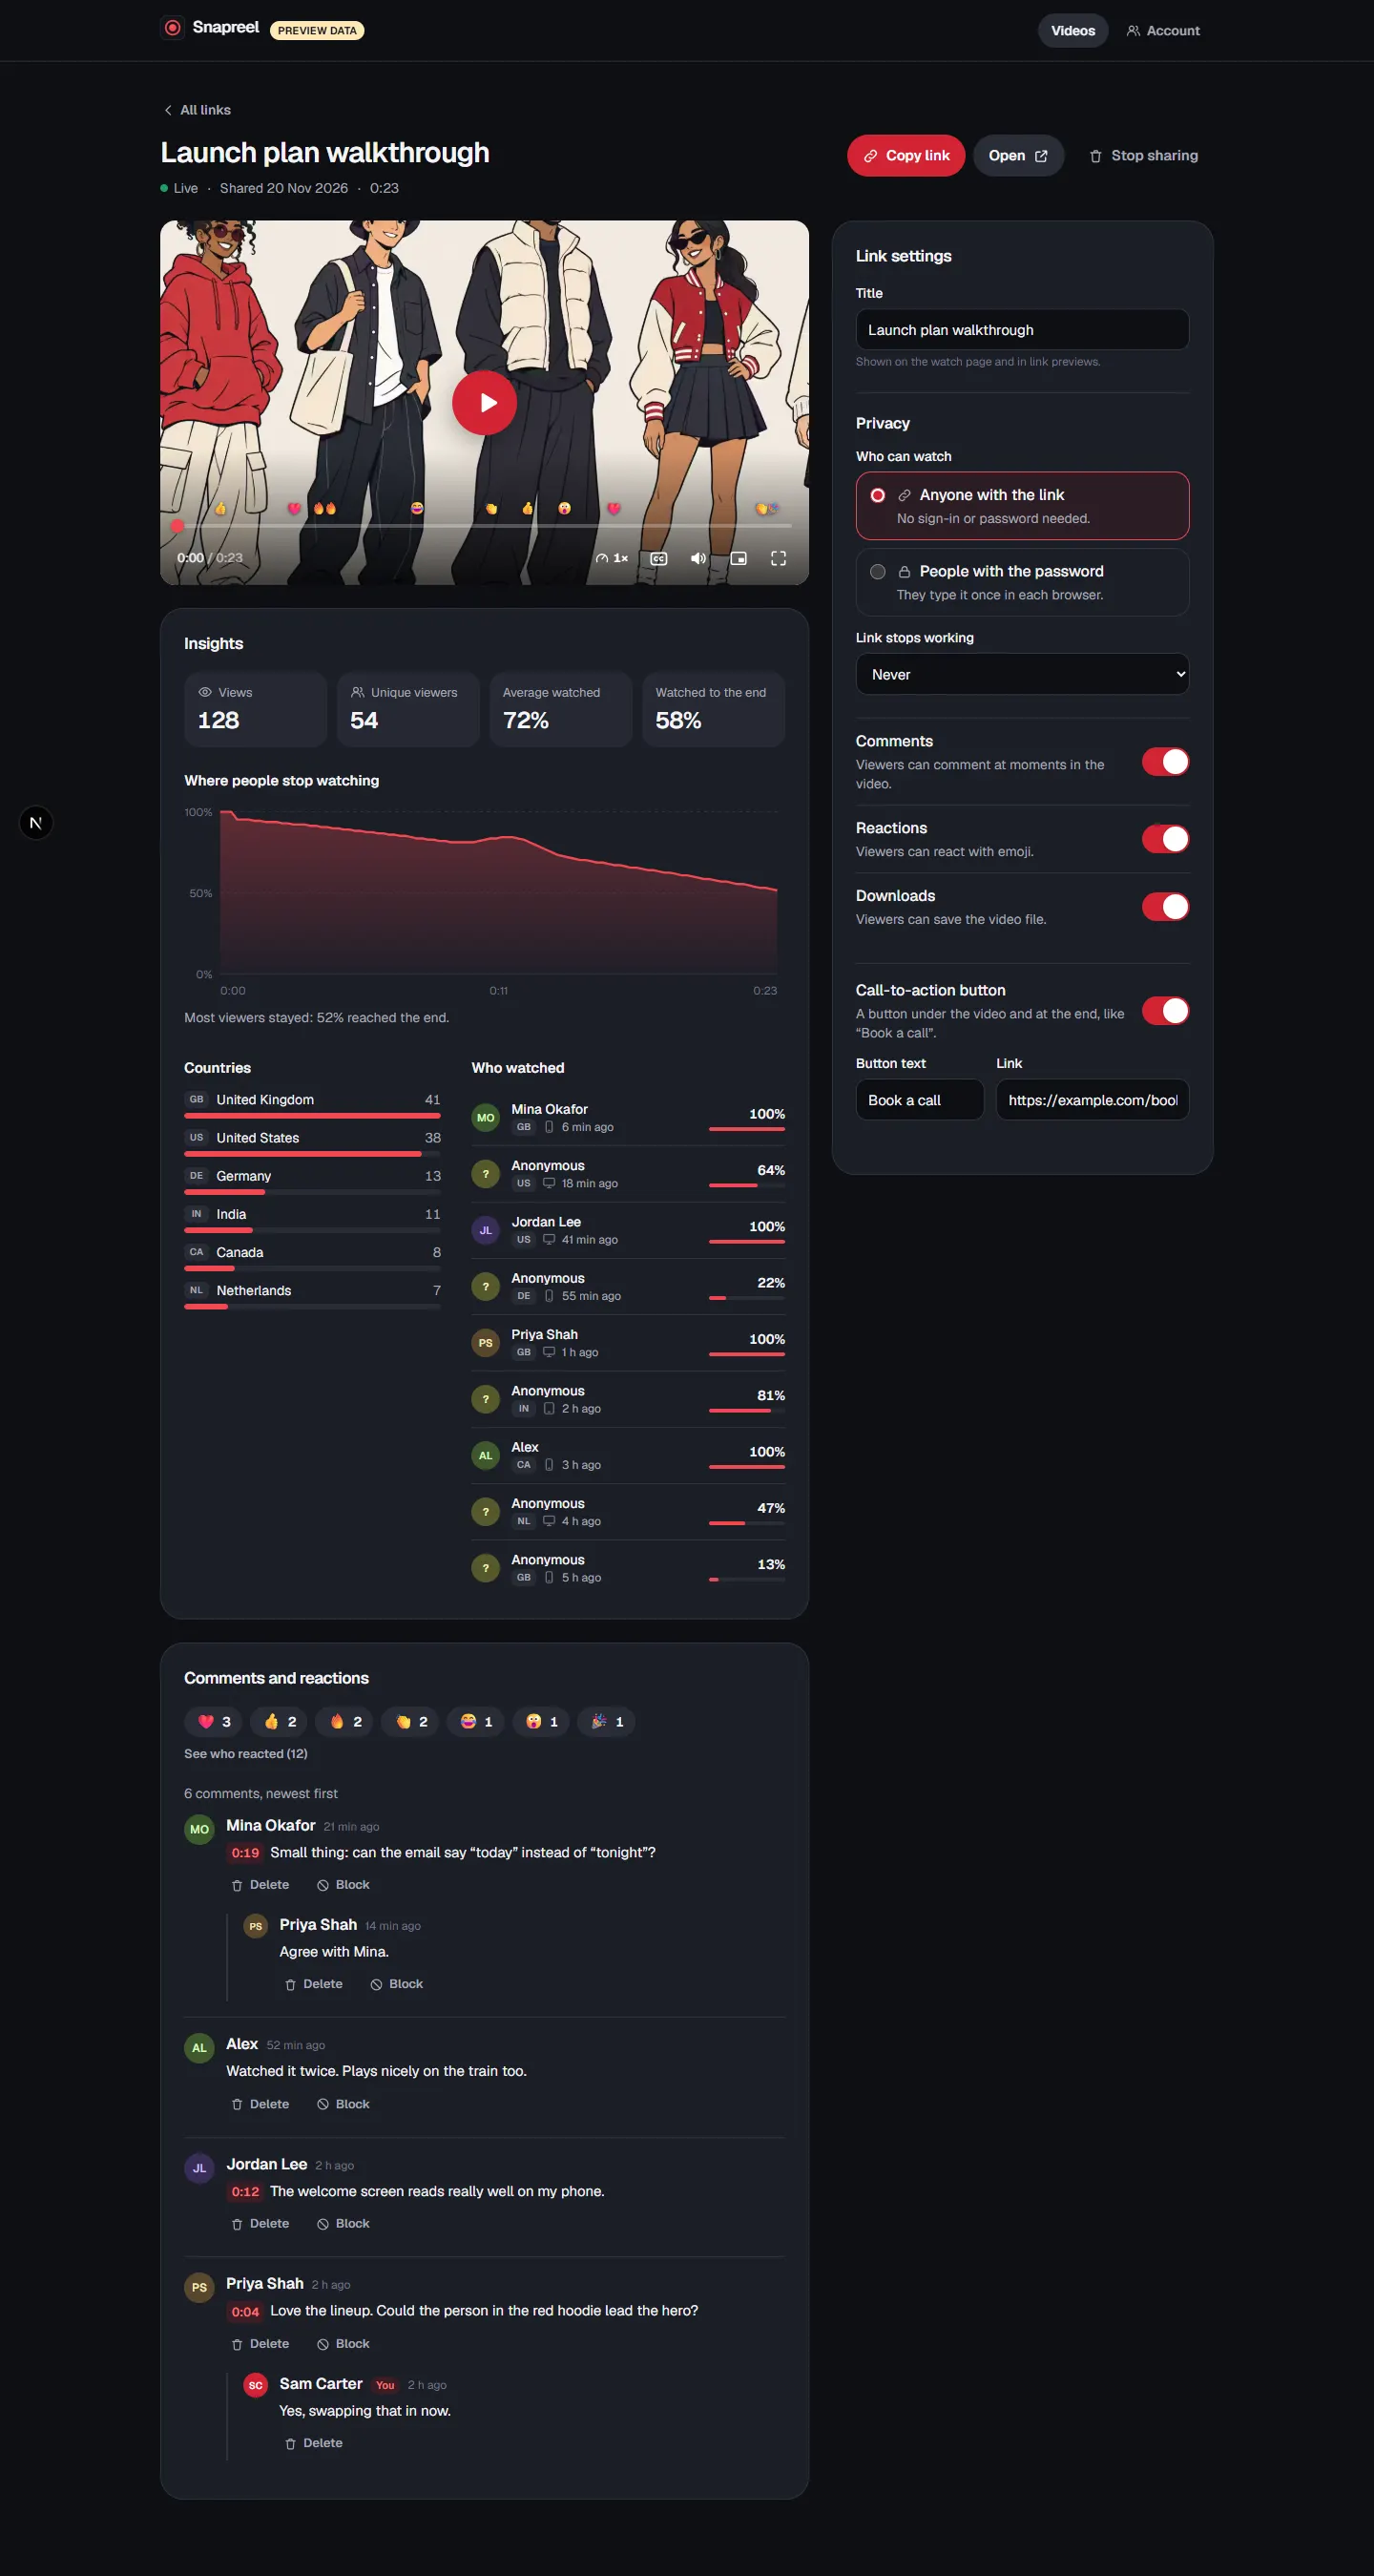 Snapreel PREVIEW DATA
Videos
Account
All links
Launch plan walkthrough
Live · Shared 20 Nov 2026 · 0:23
Copy link
Open
Stop sharing
0:00 / 0:23
1×
CC
Link settings
Title
Launch plan walkthrough
Shown on the watch page and in link previews.
Privacy
Who can watch
Anyone with the link
No sign-in or password needed.
People with the password
They type it once in each browser.
Link stops working
Never
Comments
Viewers can comment at moments in the
video.
Reactions
Viewers can react with emoji.
Downloads
Viewers can save the video file.
Call-to-action button
A button under the video and at the end, like
“Book a call”.
Button text
Link
Book a call
https://example.com/book
Insights
Views
128
Unique viewers
54
Average watched
72%
Watched to the end
58%
Where people stop watching
100%
50%
0%
0:00
0:11
0:23
Most viewers stayed: 52% reached the end.
Countries
GB United Kingdom 41
US United States 38
DE Germany 13
IN India 11
CA Canada 8
NL Netherlands 7
Who watched
MO Mina Okafor 100%
GB 6 min ago
? Anonymous 64%
US 18 min ago
JL Jordan Lee 100%
US 41 min ago
? Anonymous 22%
DE 55 min ago
PS Priya Shah 100%
GB 1 h ago
? Anonymous 81%
IN 2 h ago
AL Alex 100%
CA 3 h ago
? Anonymous 47%
NL 4 h ago
? Anonymous 13%
GB 5 h ago
N
Comments and reactions
3 2 2 2 1 1 1
See who reacted (12)
6 comments, newest first
MO Mina Okafor 21 min ago
0:19 Small thing: can the email say “today” instead of “tonight”?
Delete Block
PS Priya Shah 14 min ago
Agree with Mina.
Delete Block
AL Alex 52 min ago
Watched it twice. Plays nicely on the train too.
Delete Block
JL Jordan Lee 2 h ago
0:12 The welcome screen reads really well on my phone.
Delete Block
PS Priya Shah 2 h ago
0:04 Love the lineup. Could the person in the red hoodie lead the hero?
Delete Block
SC Sam Carter You 2 h ago
Yes, swapping that in now.
Delete